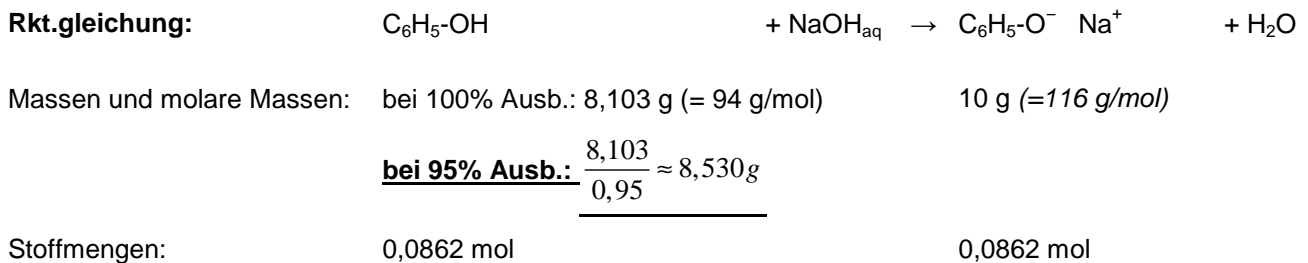 Rkt.gleichung: C₆H₅-OH + NaOHaq → C₆H₅-O⁻ Na⁺ + H₂O
Massen und molare Massen: bei 100% Ausb.: 8,103 g (= 94 g/mol) 10 g (=116 g/mol)
bei 95% Ausb.: 8,103/0,95 ≈ 8,530g
Stoffmengen: 0,0862 mol 0,0862 mol